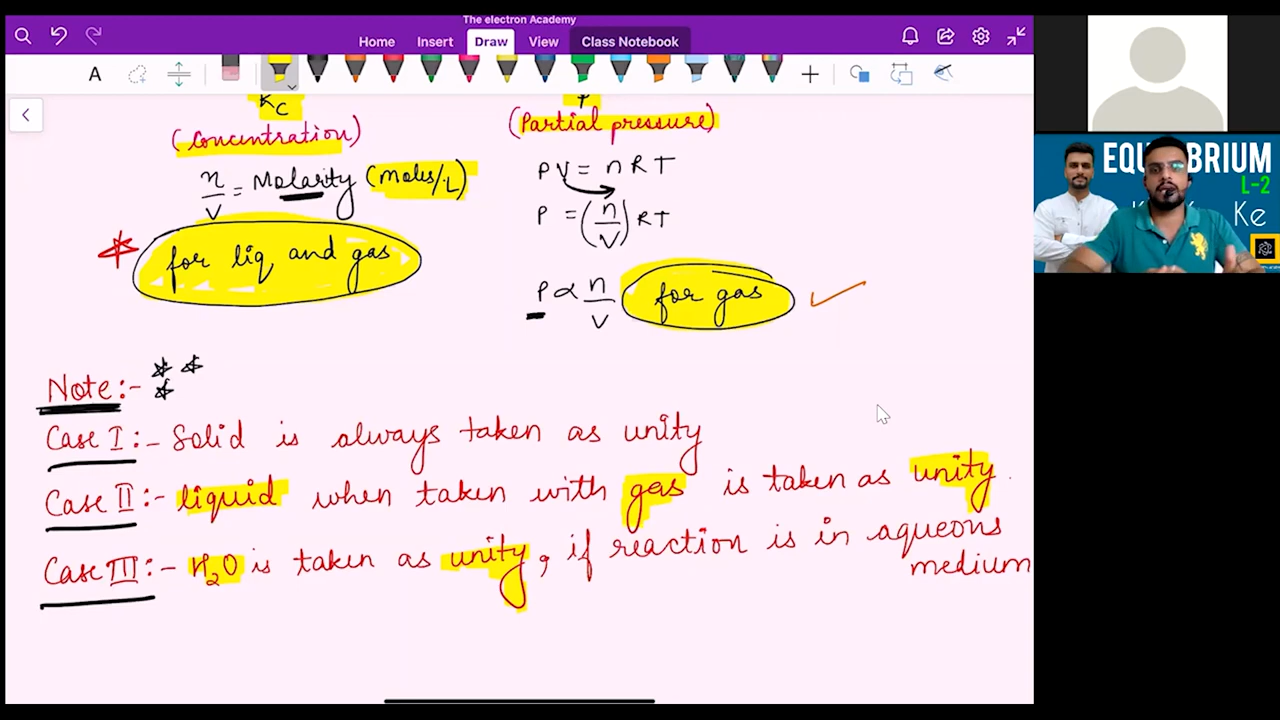 The electron Academy
Home Insert Draw View Class Notebook
A
Kc
(Concentration)
n/V = Molarity (moles/L)
for liq and gas
P
(Partial pressure)
PV = nRT
P = (n/V) RT
P ∝ n/V for gas
Note:-
Case I:- Solid is always taken as unity
Case II:- liquid when taken with gas is taken as unity.
Case III:- H₂O is taken as unity, if reaction is in aqueons
medium
EQUILIBRIUM
L-2
Ke